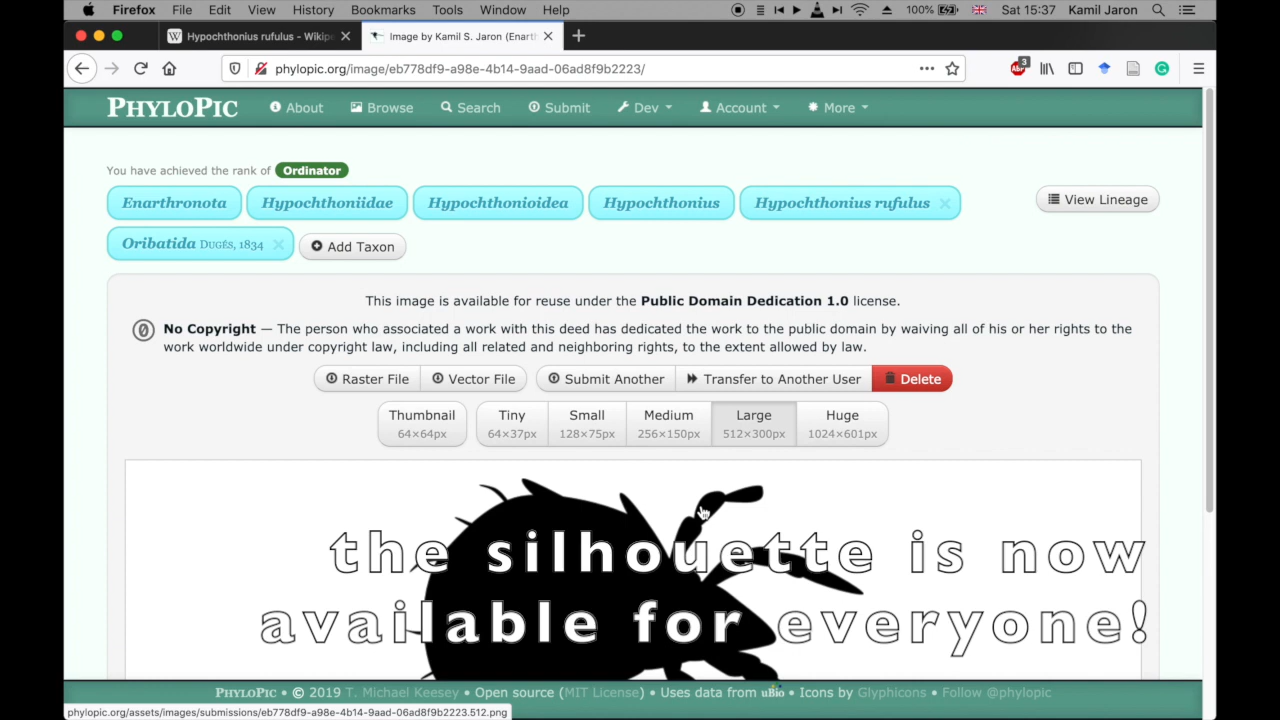 Firefox File Edit View History Bookmarks Tools Window Help 100% Sat 15:37 Kamil Jaron
Hypochthonius rufulus - Wikipe Image by Kamil S. Jaron (Enarth
phylopic.org/image/eb778df9-a98e-4b14-9aad-06ad8f9b2223/ 3
PHYLOPIC About Browse Search Submit Dev Account More
You have achieved the rank of Ordinator
Enarthronota Hypochthoniidae Hypochthonioidea Hypochthonius Hypochthonius rufulus View Lineage
Oribatida DUGÉS, 1834 Add Taxon
This image is available for reuse under the Public Domain Dedication 1.0 license.
No Copyright — The person who associated a work with this deed has dedicated the work to the public domain by waiving all of his or her rights to the
work worldwide under copyright law, including all related and neighboring rights, to the extent allowed by law.
Raster File Vector File Submit Another Transfer to Another User Delete
Thumbnail Tiny Small Medium Large Huge
64×64px 64×37px 128×75px 256×150px 512×300px 1024×601px
the silhouette is now
available for everyone!
PHYLOPIC • © 2019 T. Michael Keesey • Open source (MIT License) • Uses data from uBio • Icons by Glyphicons • Follow @phylopic
phylopic.org/assets/images/submissions/eb778df9-a98e-4b14-9aad-06ad8f9b2223.512.png